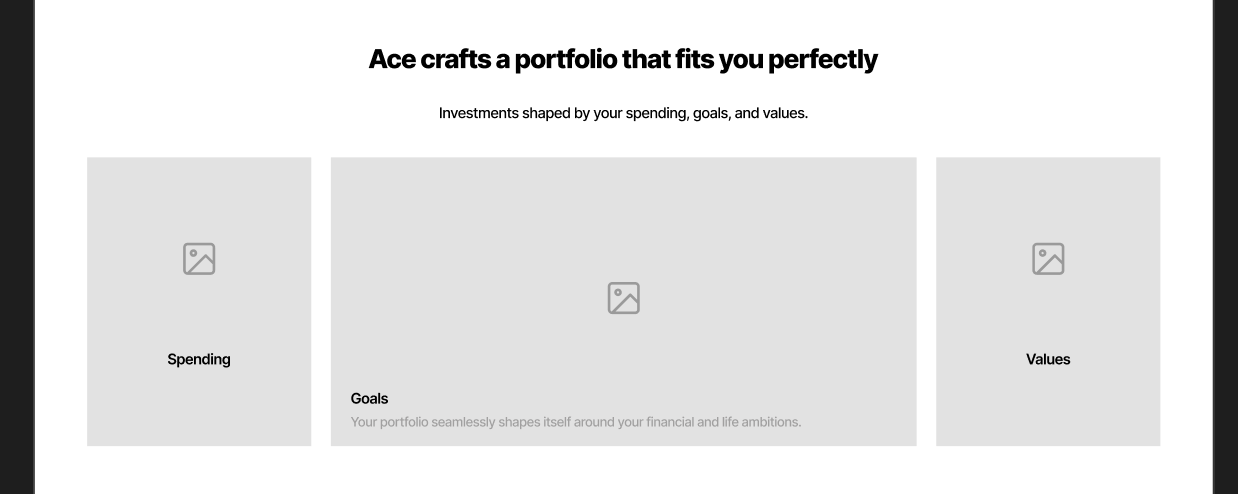 Ace crafts a portfolio that fits you perfectly
Investments shaped by your spending, goals, and values.
Spending
Goals
Your portfolio seamlessly shapes itself around your financial and life ambitions.
Values